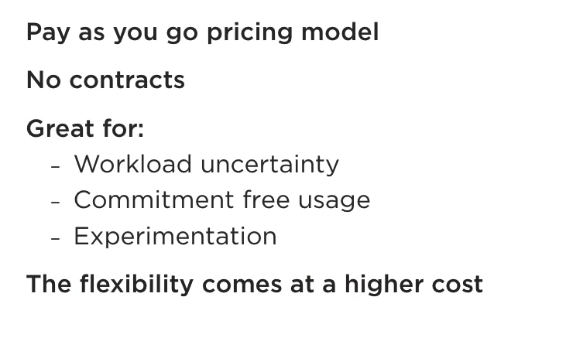 Pay as you go pricing model
No contracts
Great for:
– Workload uncertainty
– Commitment free usage
– Experimentation
The flexibility comes at a higher cost